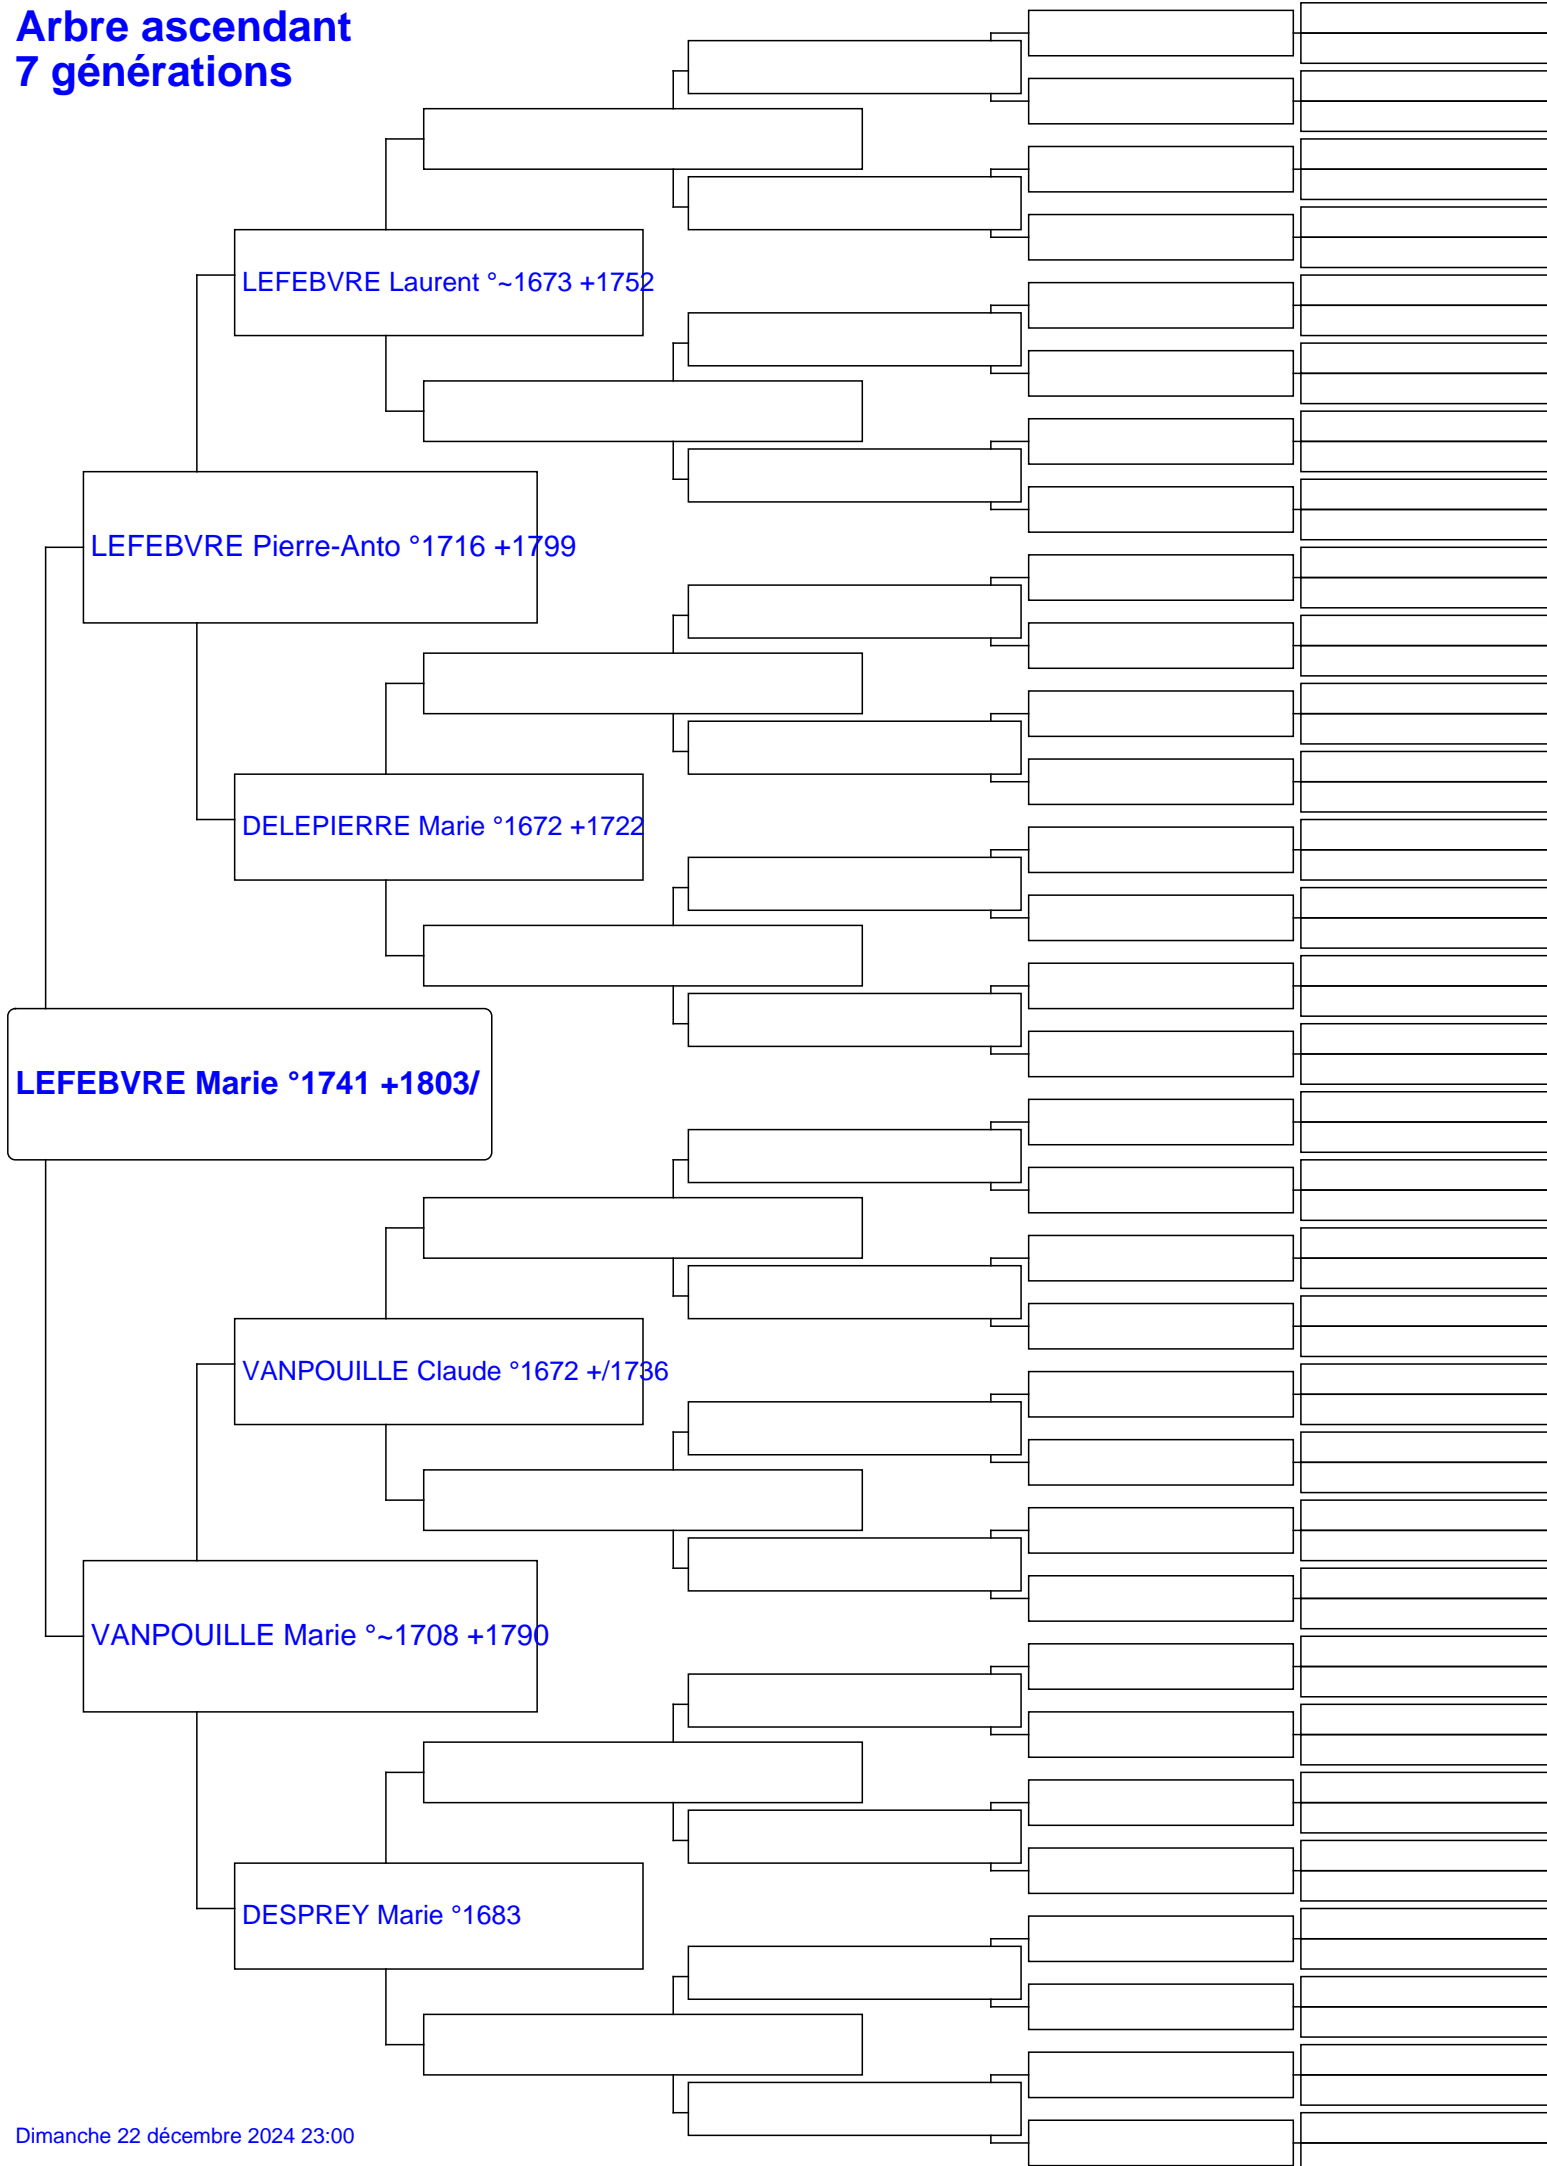 Arbre ascendant
7 générations
LEFEBVRE Laurent °~1673 +1752
LEFEBVRE Pierre-Anto °1716 +1799
DELEPIERRE Marie °1672 +1722
LEFEBVRE Marie °1741 +1803/
VANPOUILLE Claude °1672 +/1736
VANPOUILLE Marie °~1708 +1790
DESPREY Marie °1683
Dimanche 22 décembre 2024 23:00